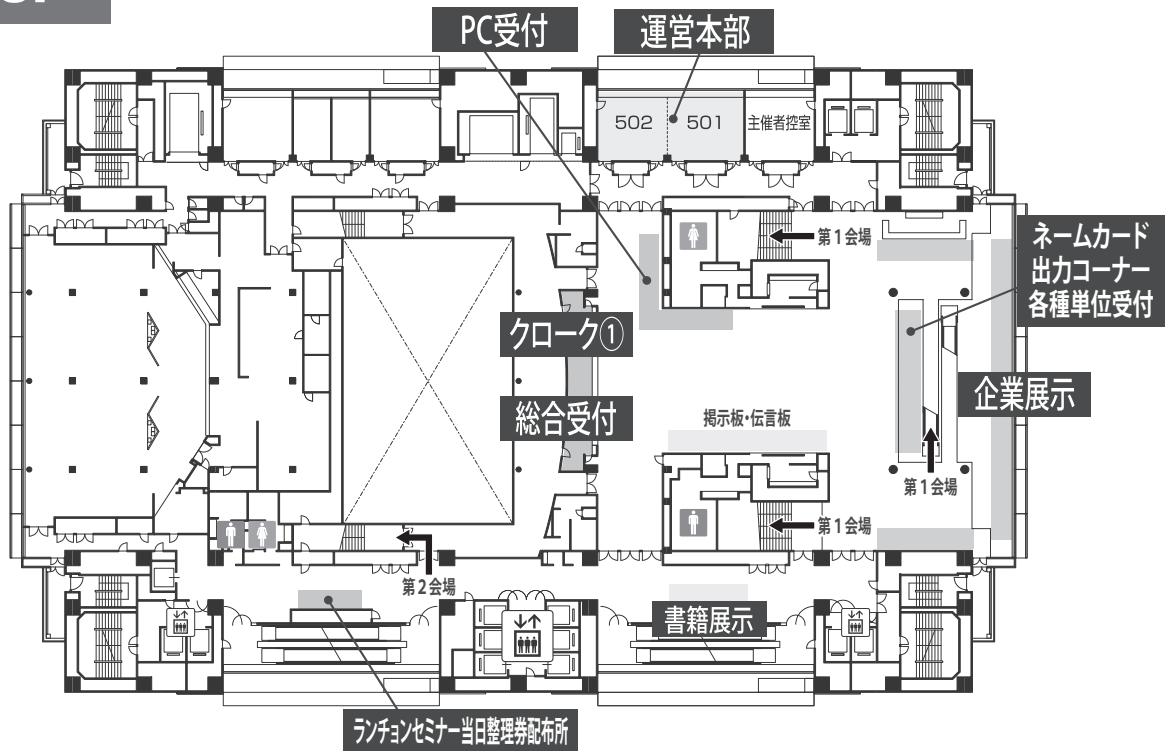 PC受付
運営本部
502
501
主催者控室
第1会場
ネームカード
出力コーナー
各種単位受付
クローク①
企業展示
総合受付
掲示板・伝言板
第1会場
第1会場
第2会場
書籍展示
ランチョンセミナー当日整理券配布所